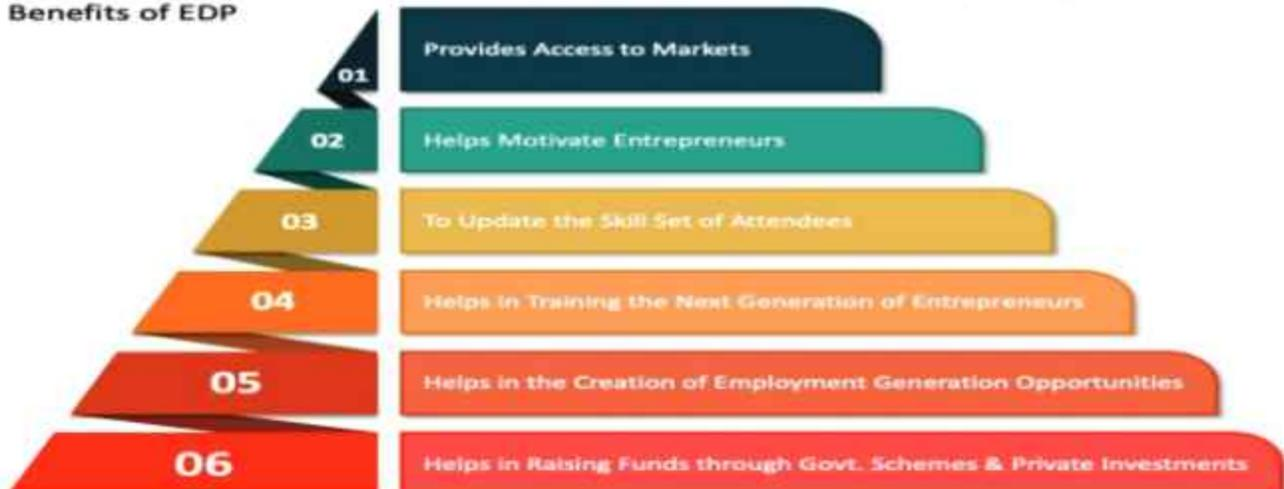 Benefits of EDP
01
Provides Access to Markets
02
Helps Motivate Entrepreneurs
03
To Update the Skill Set of Attendees
04
Helps in Training the Next Generation of Entrepreneurs
05
Helps in the Creation of Employment Generation Opportunities
06
Helps in Raising Funds through Govt. Schemes & Private Investments